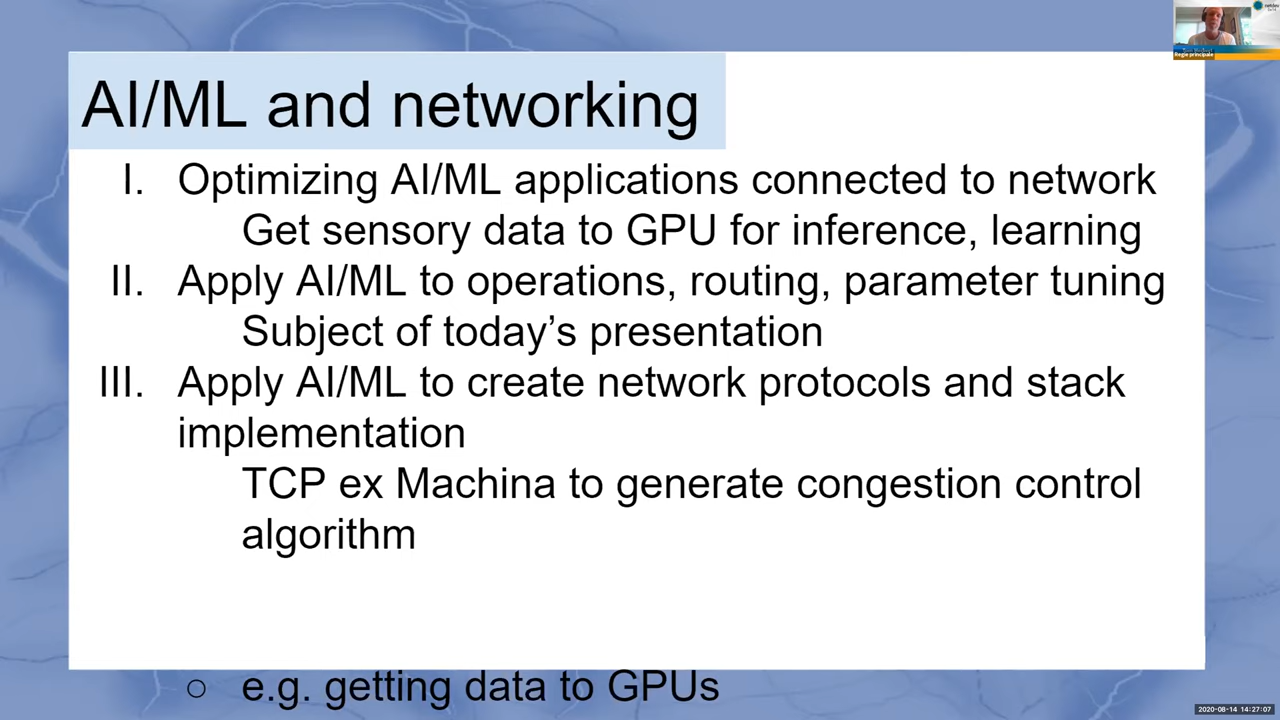 AI/ML and networking
I. Optimizing AI/ML applications connected to network
Get sensory data to GPU for inference, learning
II. Apply AI/ML to operations, routing, parameter tuning
Subject of today's presentation
III. Apply AI/ML to create network protocols and stack
implementation
TCP ex Machina to generate congestion control
algorithm
○ e.g. getting data to GPUs
Regie principale
netdev
2020-08-14 14:27:07